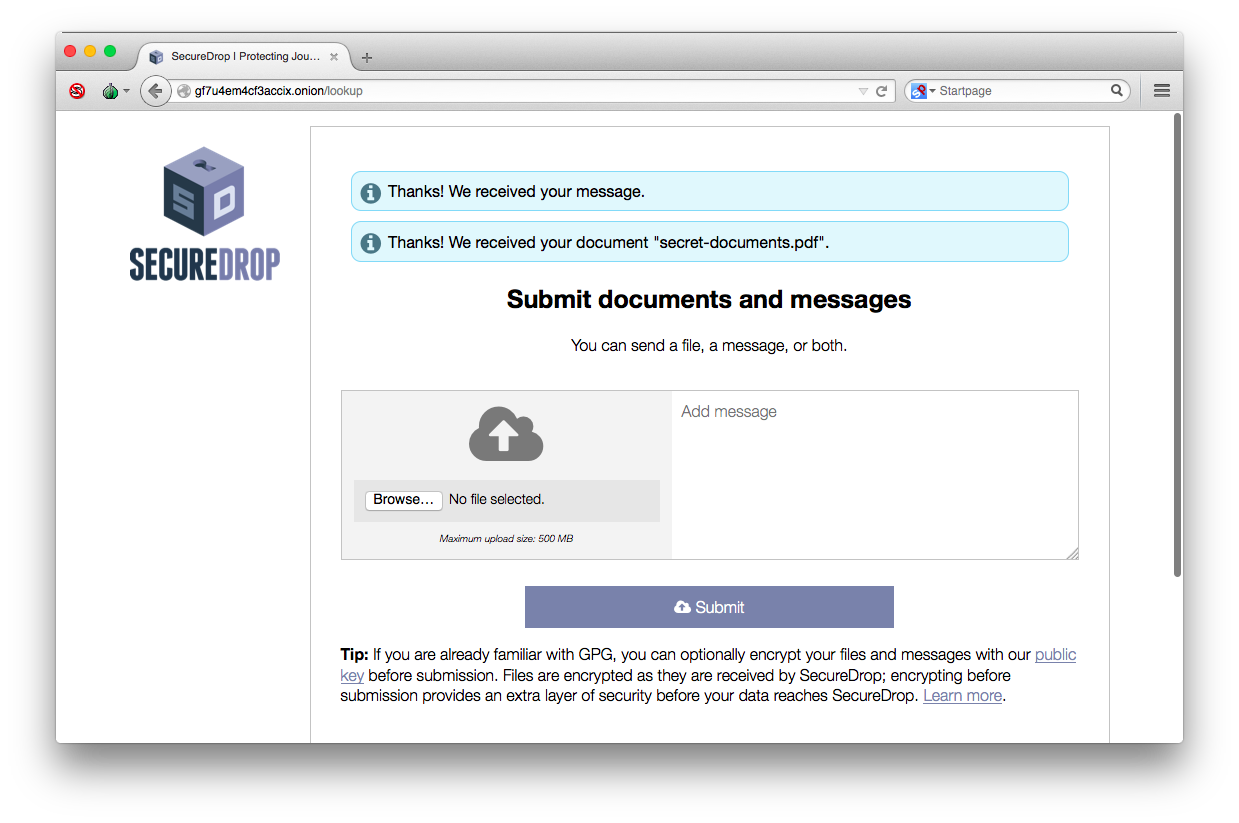 SecureDrop | Protecting Jou...
gf7u4em4cf3accix.onion/lookup
Startpage
S D
SECUREDROP
Thanks! We received your message.
Thanks! We received your document "secret-documents.pdf".
Submit documents and messages
You can send a file, a message, or both.
Add message
Browse... No file selected.
Maximum upload size: 500 MB
Submit
Tip: If you are already familiar with GPG, you can optionally encrypt your files and messages with our public
key before submission. Files are encrypted as they are received by SecureDrop; encrypting before
submission provides an extra layer of security before your data reaches SecureDrop. Learn more.